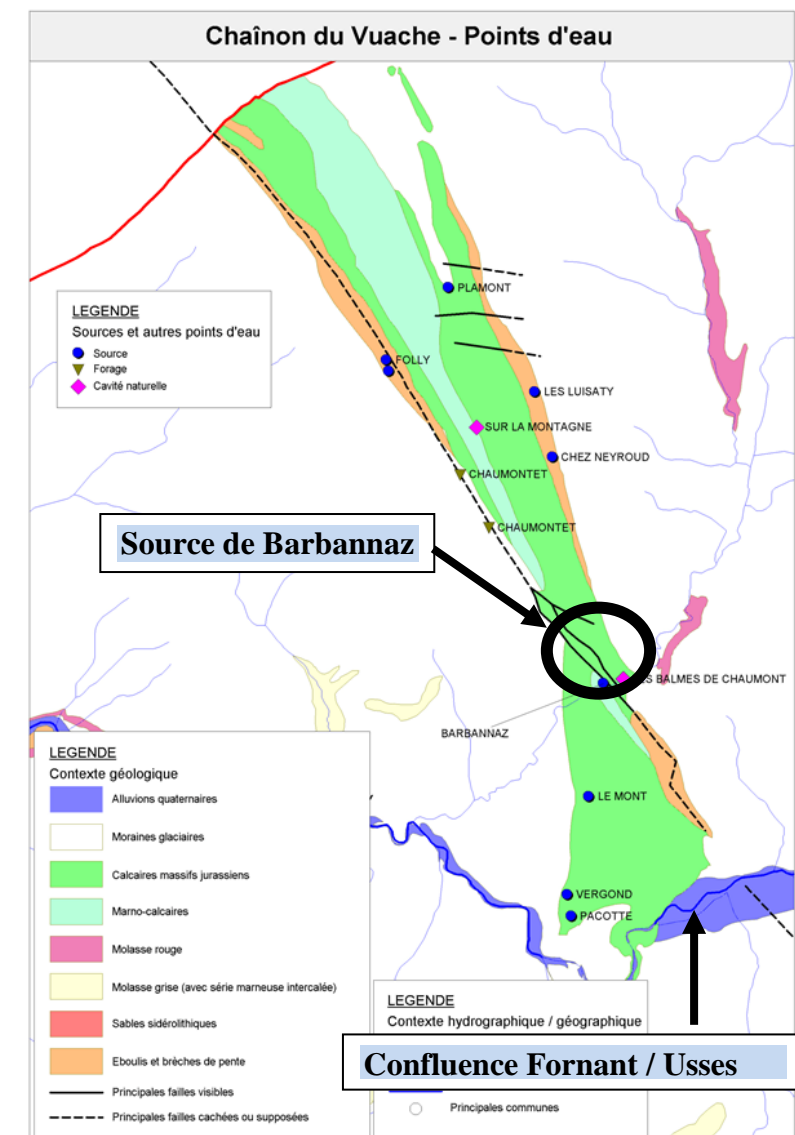 Chaînon du Vuache - Points d'eau
LEGENDE
Sources et autres points d'eau
Source
Forage
Cavité naturelle
PLAMONT
FOLLY
LES LUISATY
SUR LA MONTAGNE
CHEZ NEYROUD
CHAUMONTET
CHAUMONTET
Source de Barbannaz
ES BALMES DE CHAUMONT
BARBANNAZ
LE MONT
VERGOND
PACOTTE
LEGENDE
Contexte géologique
Alluvions quaternaires
Moraines glaciaires
Calcaires massifs jurassiens
Marno-calcaires
Molasse rouge
Molasse grise (avec série marneuse intercalée)
Sables sidérolithiques
Eboulis et brèches de pente
Principales failles visibles
Principales failles cachées ou supposées
LEGENDE
Contexte hydrographique / géographique
Confluence Fornant / Usses
Principales communes